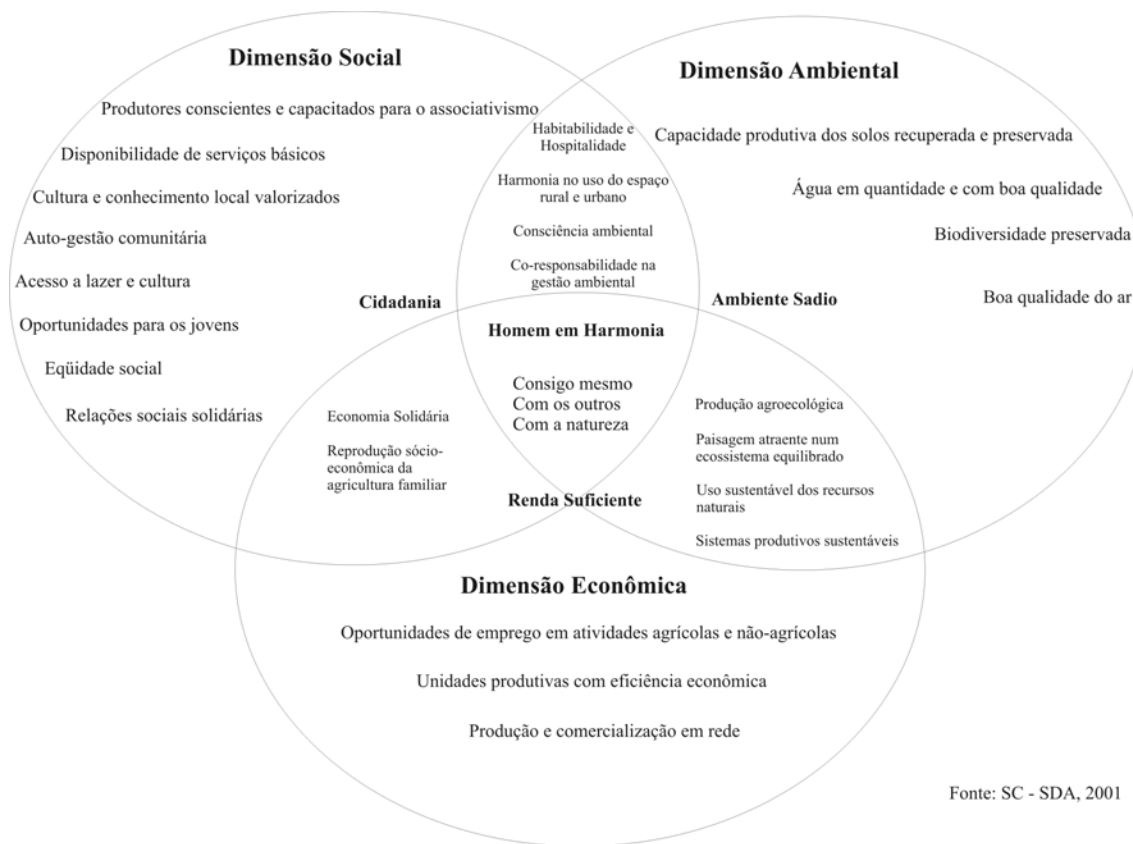 Dimensão Social
Produtores conscientes e capacitados para o associativismo
Disponibilidade de serviços básicos
Cultura e conhecimento local valorizados
Auto-gestão comunitária
Acesso a lazer e cultura
Oportunidades para os jovens
Eqüidade social
Relações sociais solidárias
Cidadania
Dimensão Ambiental
Capacidade produtiva dos solos recuperada e preservada
Água em quantidade e com boa qualidade
Biodiversidade preservada
Boa qualidade do ar
Ambiente Sadio
Habitabilidade e
Hospitalidade
Harmonia no uso do espaço
rural e urbano
Consciência ambiental
Co-responsabilidade na
gestão ambiental
Homem em Harmonia
Consigo mesmo
Com os outros
Com a natureza
Economia Solidária
Reprodução sócio-
econômica da
agricultura familiar
Produção agroecológica
Paisagem atraente num
ecossistema equilibrado
Uso sustentável dos recursos
naturais
Sistemas produtivos sustentáveis
Renda Suficiente
Dimensão Econômica
Oportunidades de emprego em atividades agrícolas e não-agrícolas
Unidades produtivas com eficiência econômica
Produção e comercialização em rede
Fonte: SC - SDA, 2001